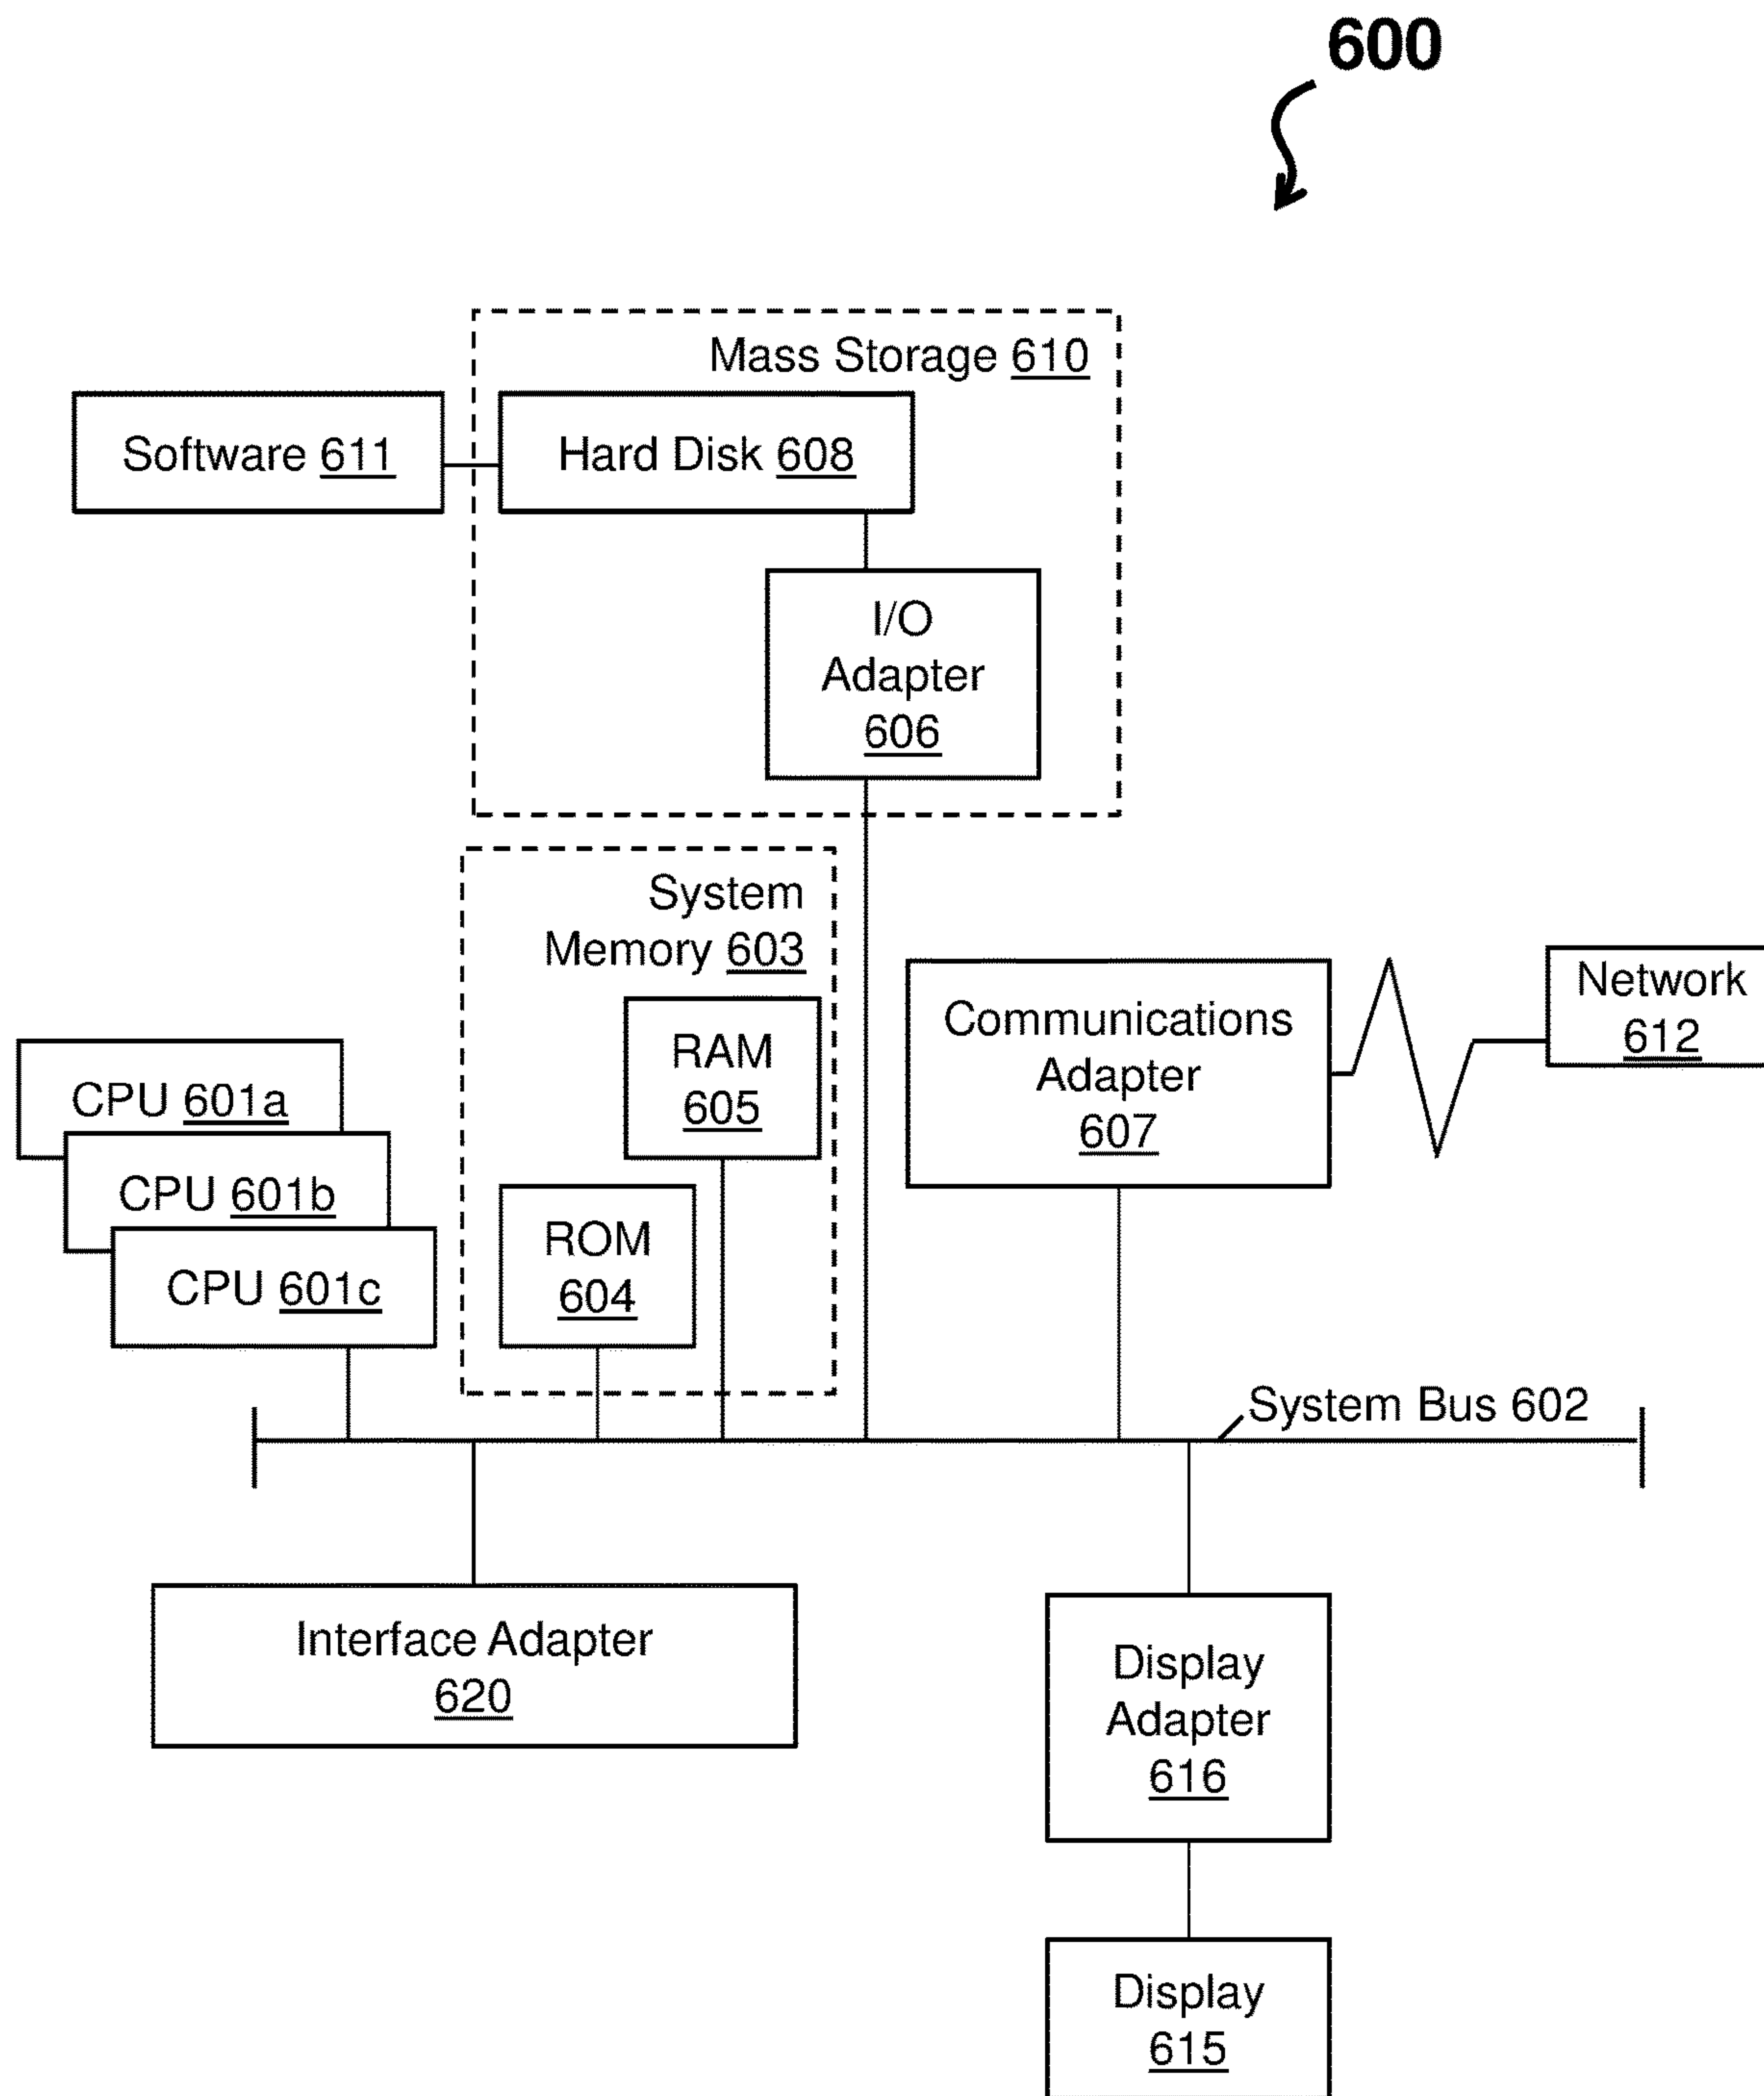 600
Mass Storage 610
Software 611
Hard Disk 608
I/O
Adapter
606
System
Memory 603
RAM
605
ROM
604
Communications
Adapter
607
Network
612
CPU 601a
CPU 601b
CPU 601c
System Bus 602
Interface Adapter
620
Display
Adapter
616
Display
615